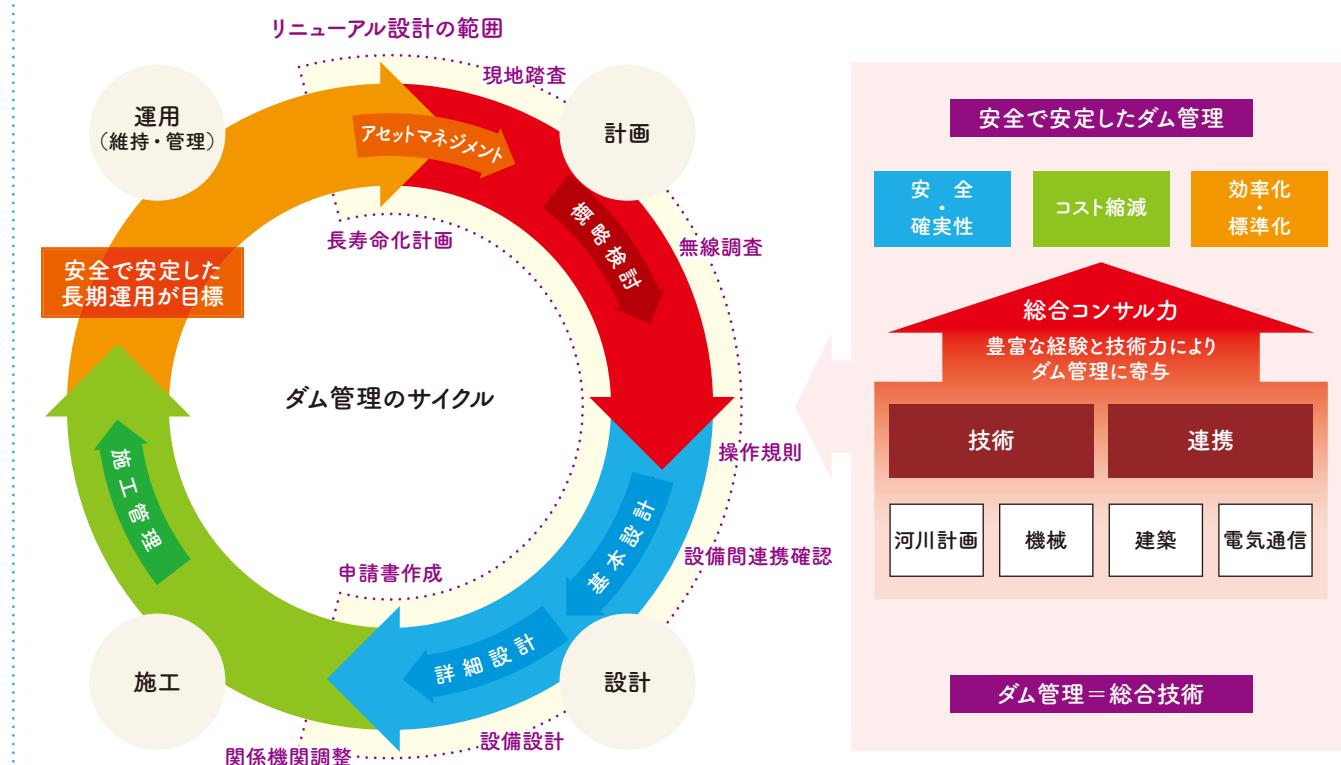 リニューアル設計の範囲
現地踏査
運用
（維持・管理）
計画
アセットマネジメント
概略検討
長寿命化計画
無線調査
安全で安定した
長期運用が目標
ダム管理のサイクル
操作規則
基本設計
設備間連携確認
施工管理
申請書作成
詳細設計
施工
設計
設備設計
関係機関調整
安全で安定したダム管理
安　全
・
確実性
コスト縮減
効率化
・
標準化
総合コンサル力
豊富な経験と技術力により
ダム管理に寄与
技術
連携
河川計画
機械
建築
電気通信
ダム管理＝総合技術